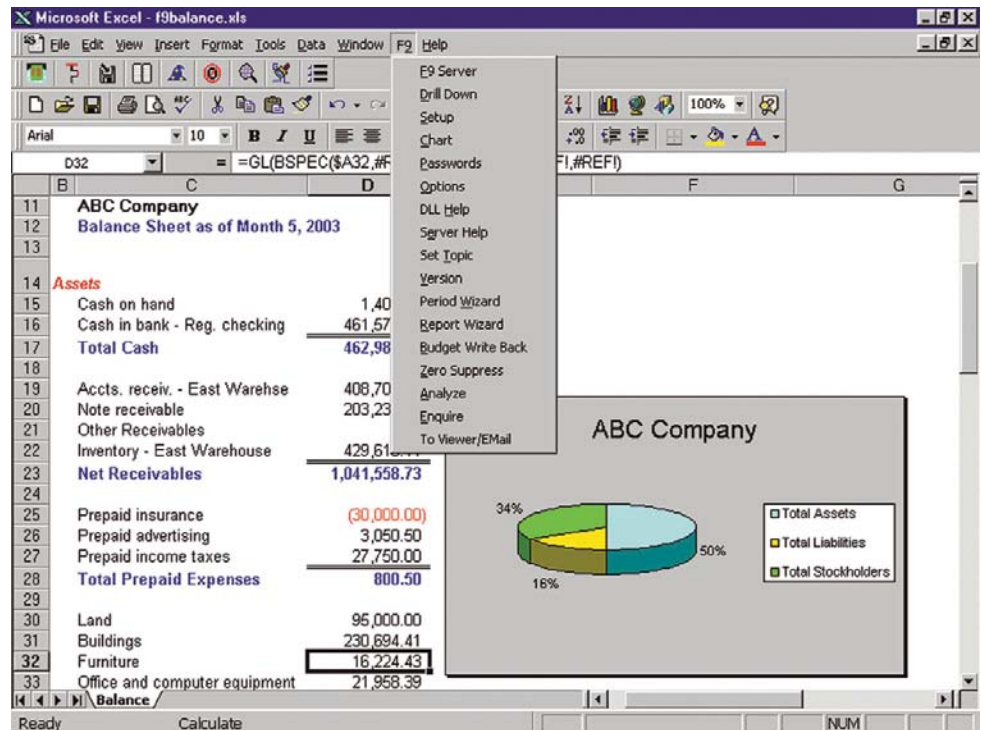 Microsoft Excel - f9balance.xls
File Edit View Insert Format Tools Data Window F9 Help
100%
Arial 10 B I U
D32 = =GL(BSPEC($A32,#R FI,#REFI)
B C D F G
F9 Server
Drill Down
Setup
Chart
Passwords
Options
DLL Help
Server Help
Set Topic
Version
Period Wizard
Report Wizard
Budget Write Back
Zero Suppress
Analyze
Enquire
To Viewer/EMail
11 ABC Company
12 Balance Sheet as of Month 5, 2003
13
14 Assets
15 Cash on hand 1,40
16 Cash in bank - Reg. checking 461,57
17 Total Cash 462,98
18
19 Accts. receiv. - East Warehse 408,70
20 Note receivable 203,23
21 Other Receivables
22 Inventory - East Warehouse
23 Net Receivables 1,041,558.73
24
25 Prepaid insurance (30,000.00)
26 Prepaid advertising 3,050.50
27 Prepaid income taxes 27,750.00
28 Total Prepaid Expenses 800.50
29
30 Land 95,000.00
31 Buildings 230,694.41
32 Furniture 16,224.43
33 Office and computer equipment 21,958.39
ABC Company
34%
50%
16%
Total Assets
Total Liabilities
Total Stockholders
Balance
Ready Calculate NUM